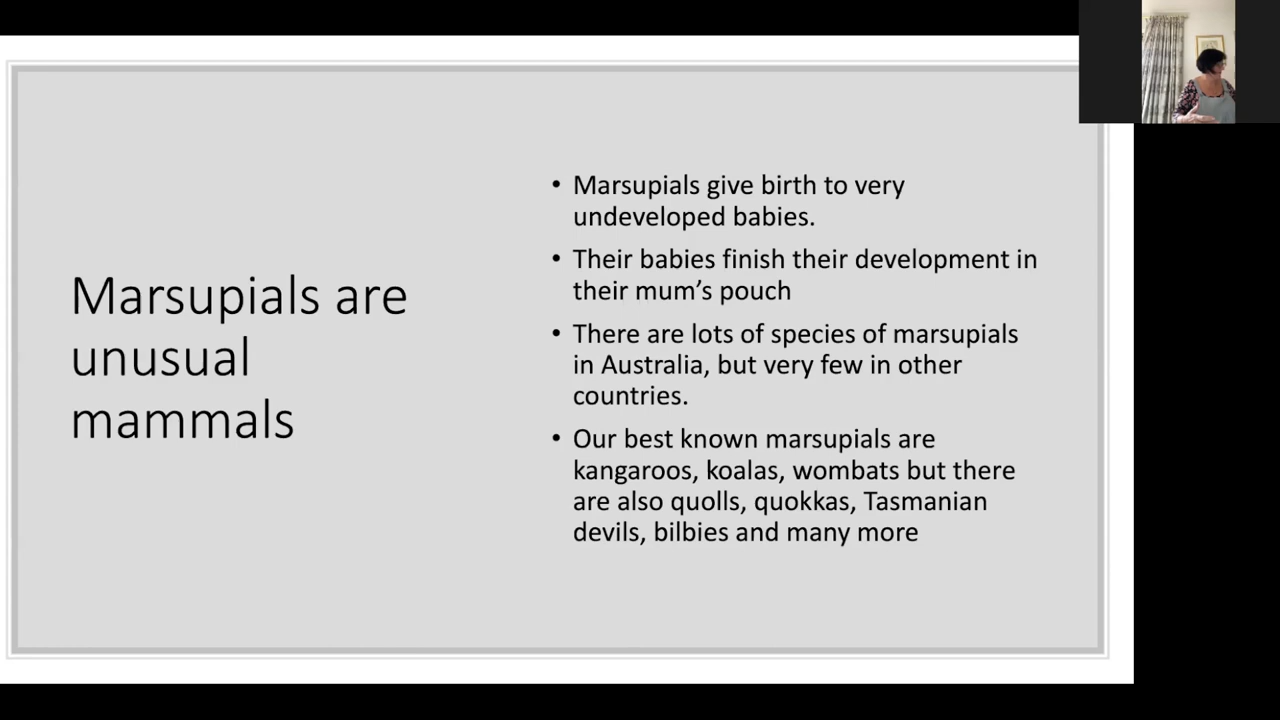 Marsupials are
unusual
mammals
• Marsupials give birth to very
undeveloped babies.
• Their babies finish their development in
their mum’s pouch
• There are lots of species of marsupials
in Australia, but very few in other
countries.
• Our best known marsupials are
kangaroos, koalas, wombats but there
are also quolls, quokkas, Tasmanian
devils, bilbies and many more